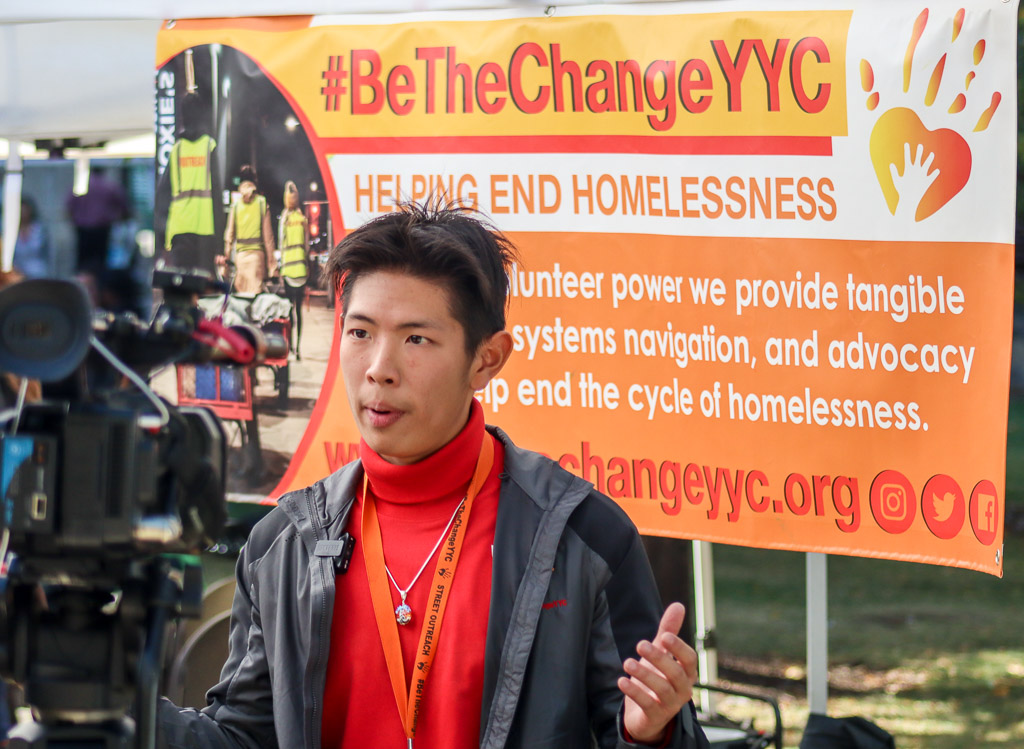 #BeTheChangeYYC
HELPING END HOMELESSNESS
power we provide tangible
systems navigation, and advocacy
end the cycle of homelessness.
changeyyc.org
OUTREACH
STREET OUTREACH